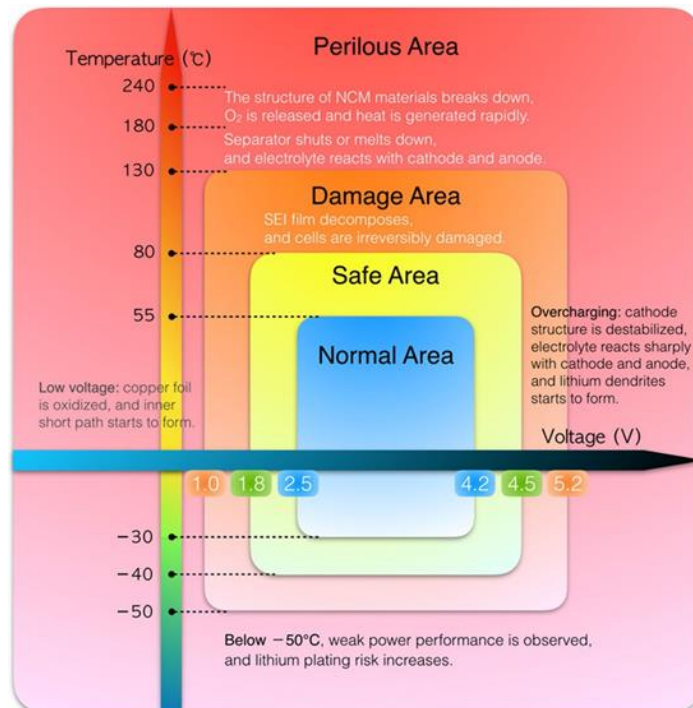 Perilous Area
Temperature (℃)
240
The structure of NCM materials breaks down,
O₂ is released and heat is generated rapidly.
180
Separator shuts or melts down,
and electrolyte reacts with cathode and anode.
130
Damage Area
SEI film decomposes,
and cells are irreversibly damaged.
80
Safe Area
55
Overcharging: cathode
structure is destabilized,
electrolyte reacts sharply
with cathode and anode,
and lithium dendrites
starts to form.
Normal Area
Low voltage: copper foil
is oxidized, and inner
short path starts to form.
Voltage (V)
1.0 1.8 2.5 4.2 4.5 5.2
−30
−40
−50
Below −50°C, weak power performance is observed,
and lithium plating risk increases.